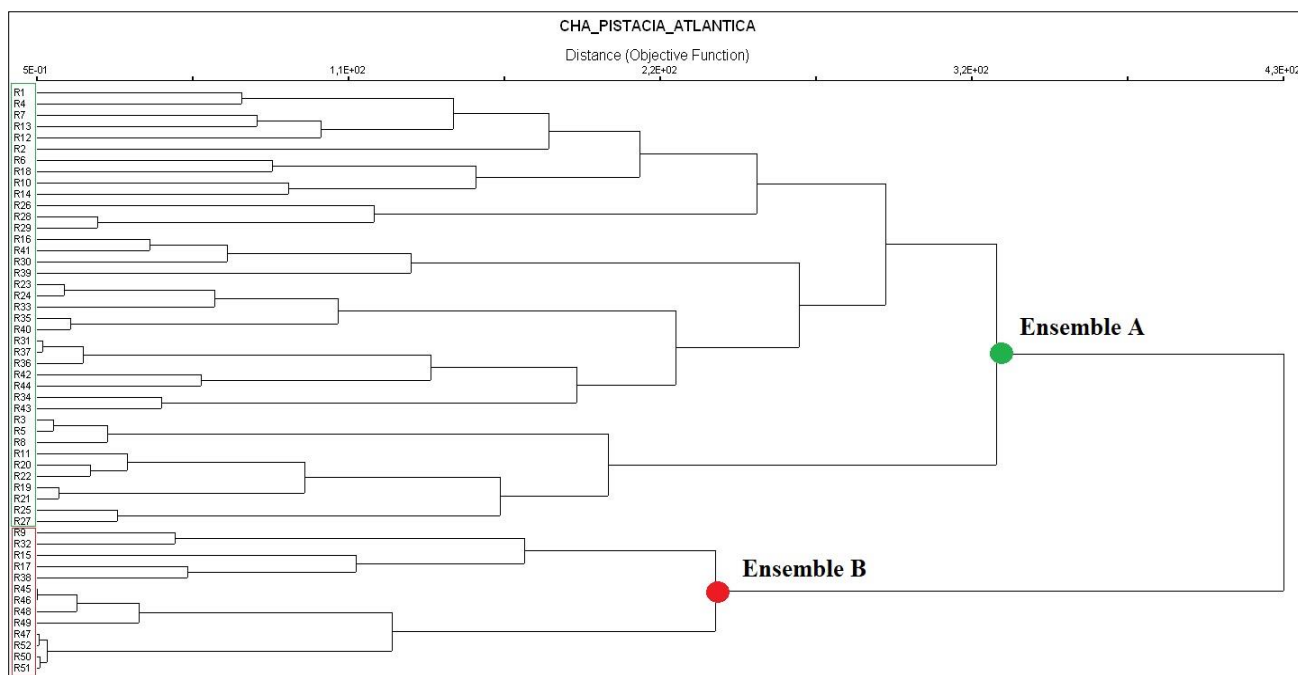 CHA_PISTACIA_ATLANTICA
Distance (Objective Function)
5E-01 1,1E+02 2,2E+02 3,2E+02 4,3E+02
R1
R4
R7
R13
R12
R2
R6
R18
R10
R14
R26
R28
R29
R16
R41
R30
R39
R23
R24
R33
R35
R40
R31
R37
R36
R42
R44
R34
R43
R3
R5
R8
R11
R20
R22
R19
R21
R25
R27
R9
R32
R15
R17
R38
R45
R46
R48
R49
R47
R52
R50
R51
Ensemble A
Ensemble B